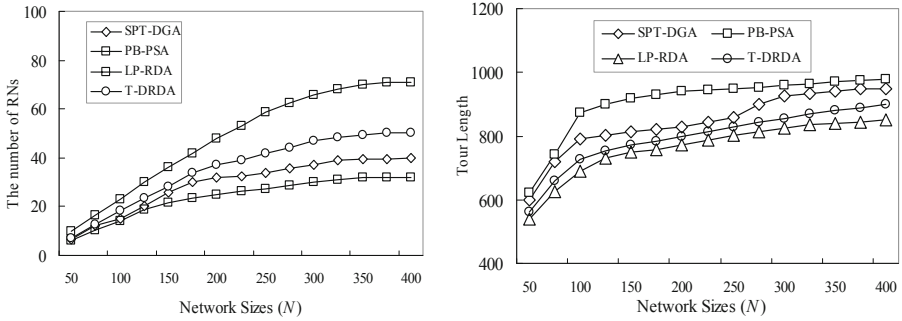 The number of RNs
100
80
60
40
20
0
SPT-DGA
PB-PSA
LP-RDA
T-DRDA
50 100 150 200 250 300 350 400
Network Sizes (N)
Tour Length
1200
1000
800
600
400
SPT-DGA PB-PSA
LP-RDA T-DRDA
50 100 150 200 250 300 350 400
Network Sizes (N)